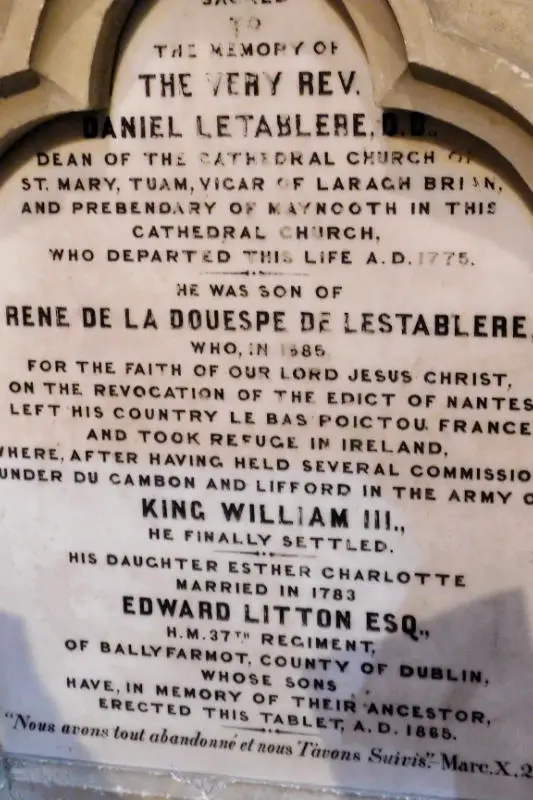 SACRED
TO
THE MEMORY OF
THE VERY REV.
DANIEL LETABLERE, D.D.,
DEAN OF THE CATHEDRAL CHURCH OF
ST. MARY, TUAM, VICAR OF LARAGH BRIAN,
AND PREBENDARY OF MAYNOOTH IN THIS
CATHEDRAL CHURCH,
WHO DEPARTED THIS LIFE A.D. 1775.
HE WAS SON OF
RENE DE LA DOUESPE DE LESTABLERE,
WHO, IN 1685,
FOR THE FAITH OF OUR LORD JESUS CHRIST,
ON THE REVOCATION OF THE EDICT OF NANTES
LEFT HIS COUNTRY LE BAS POICTOU, FRANCE
AND TOOK REFUGE IN IRELAND,
WHERE, AFTER HAVING HELD SEVERAL COMMISSIO
UNDER DU CAMBON AND LIFFORD IN THE ARMY O
KING WILLIAM III.,
HE FINALLY SETTLED.
HIS DAUGHTER ESTHER CHARLOTTE
MARRIED IN 1783
EDWARD LITTON ESQ.,
H.M. 37TH REGIMENT,
OF BALLYFARMOT, COUNTY OF DUBLIN,
WHOSE SONS
HAVE, IN MEMORY OF THEIR ANCESTOR,
ERECTED THIS TABLET, A.D. 1865.
"Nous avons tout abandonné et nous T'avons Suivis." Marc. X. 2